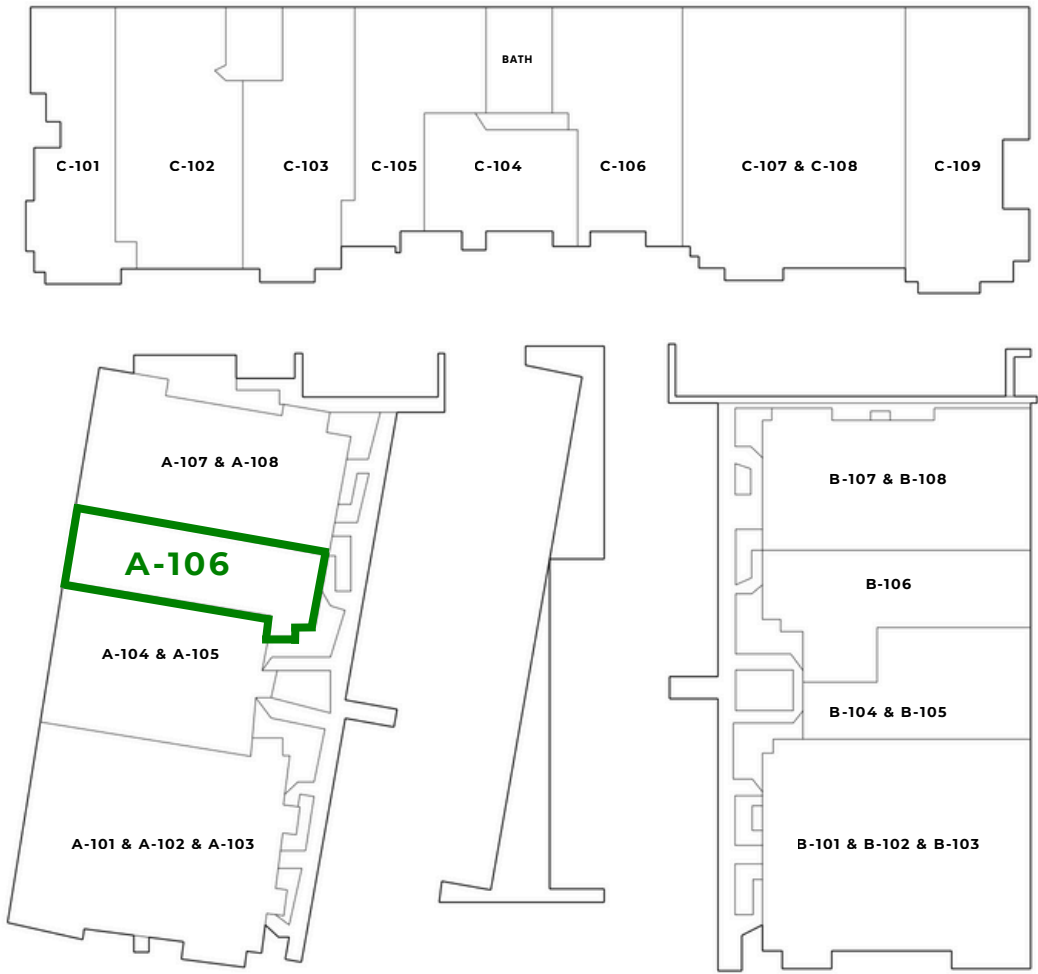 BATH
C-101
C-102
C-103
C-105
C-104
C-106
C-107 & C-108
C-109
A-107 & A-108
A-106
A-104 & A-105
A-101 & A-102 & A-103
B-107 & B-108
B-106
B-104 & B-105
B-101 & B-102 & B-103